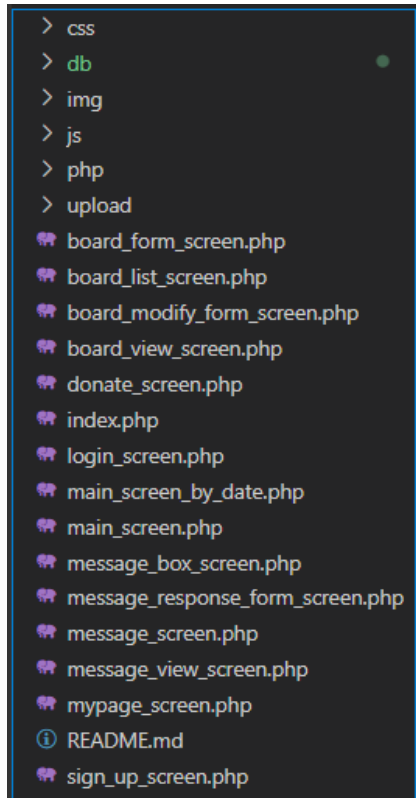 css
db
img
js
php
upload
board_form_screen.php
board_list_screen.php
board_modify_form_screen.php
board_view_screen.php
donate_screen.php
index.php
login_screen.php
main_screen_by_date.php
main_screen.php
message_box_screen.php
message_response_form_screen.php
message_screen.php
message_view_screen.php
mypage_screen.php
README.md
sign_up_screen.php